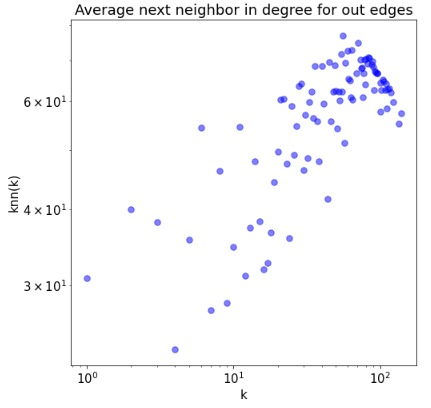 Average next neighbor in degree for out edges
knn(k)
6 × 10¹
4 × 10¹
3 × 10¹
10⁰ 10¹ 10²
k